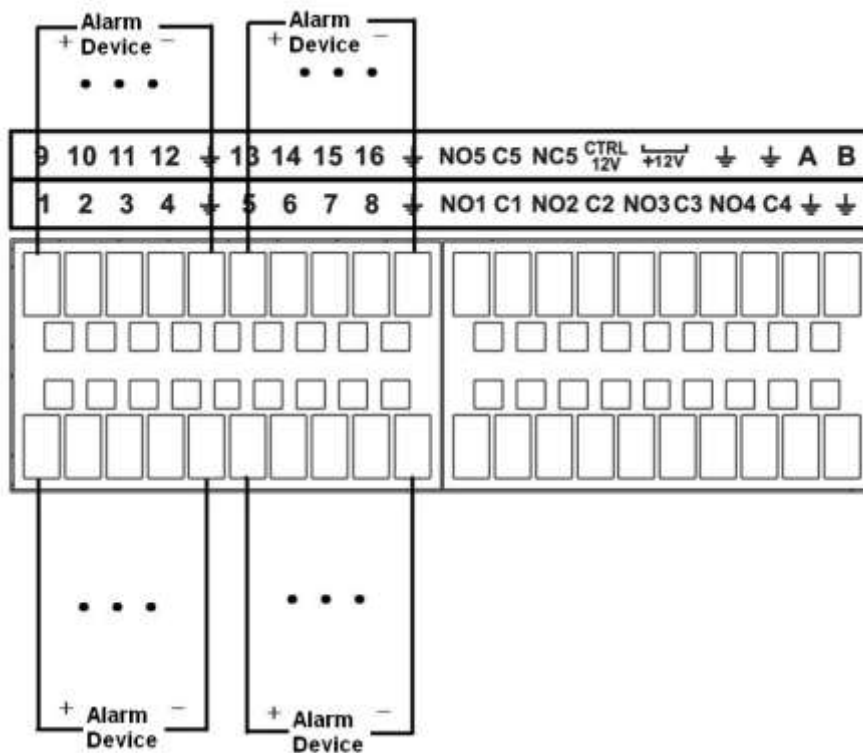 Alarm Device
+ −
Alarm Device
+ −
9 10 11 12 ⏚ 13 14 15 16 ⏚ NO5 C5 NC5 CTRL 12V +12V ⏚ ⏚ A B
1 2 3 4 ⏚ 5 6 7 8 ⏚ NO1 C1 NO2 C2 NO3 C3 NO4 C4 ⏚ ⏚
+ −
Alarm Device
+ −
Alarm Device